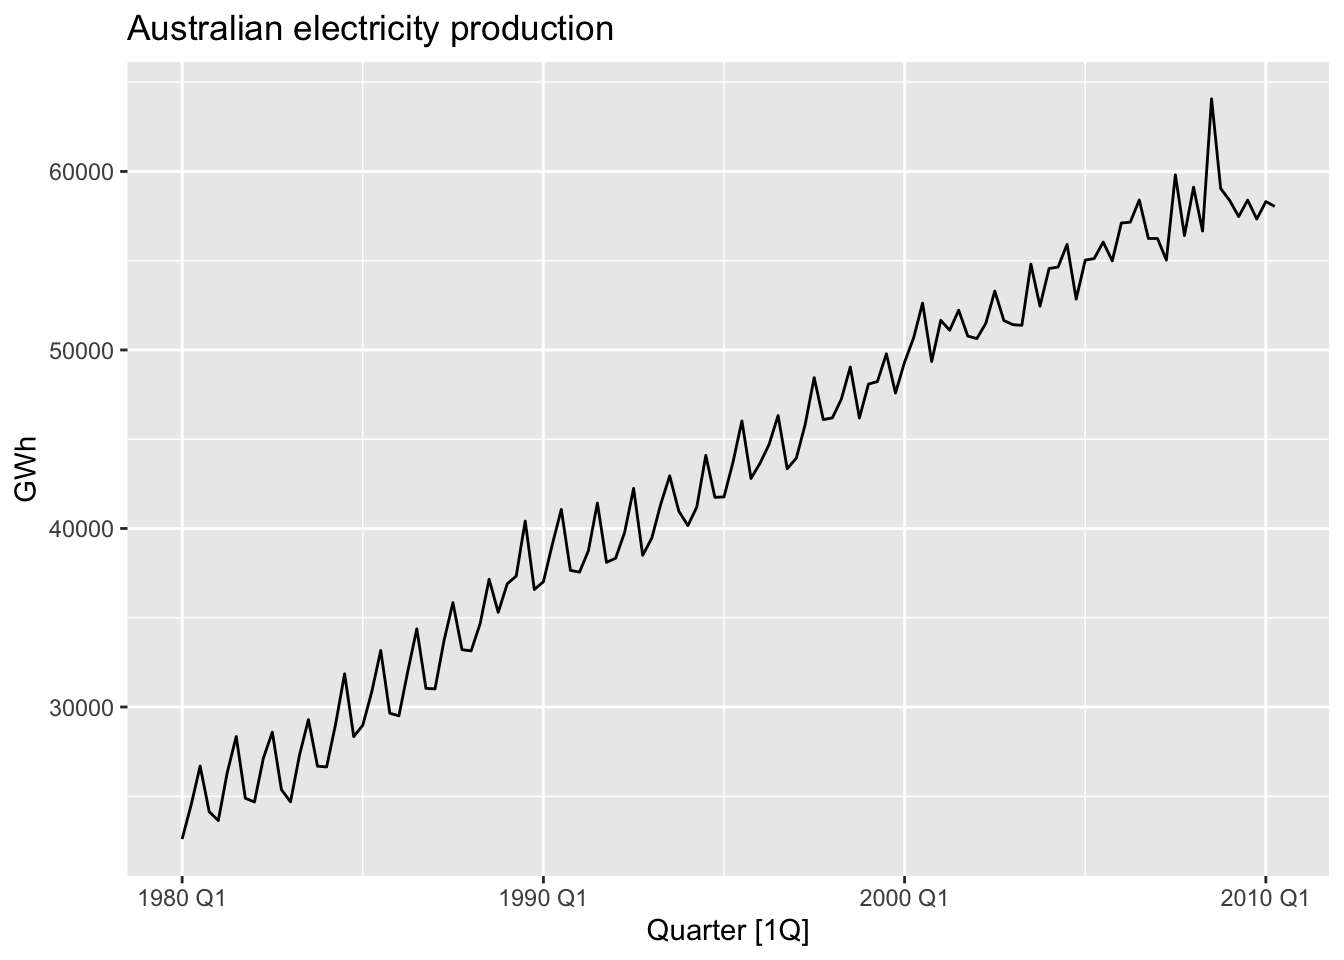 Australian electricity production
60000
50000
40000
30000
GWh
1980 Q1
1990 Q1
2000 Q1
2010 Q1
Quarter [1Q]